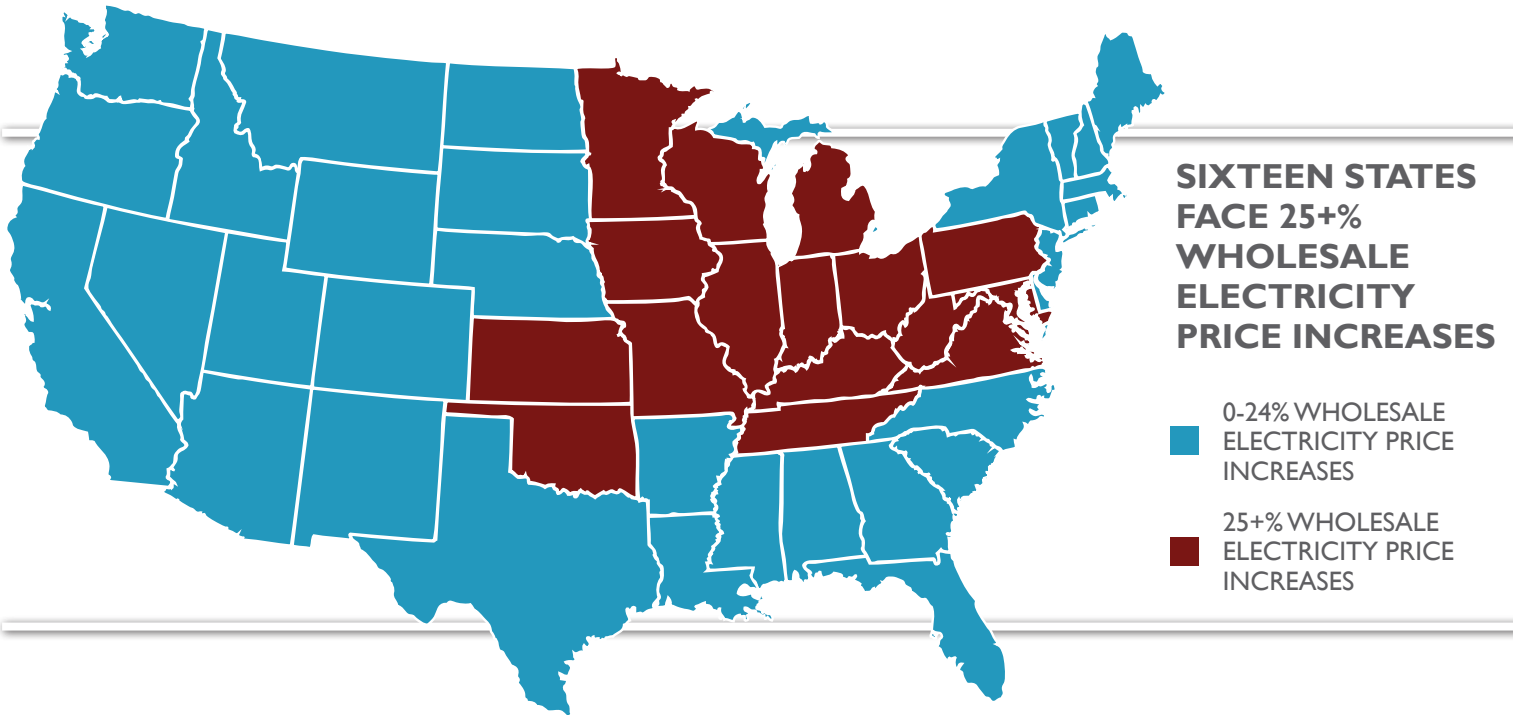 SIXTEEN STATES
FACE 25+%
WHOLESALE
ELECTRICITY
PRICE INCREASES
0-24% WHOLESALE
ELECTRICITY PRICE
INCREASES
25+% WHOLESALE
ELECTRICITY PRICE
INCREASES